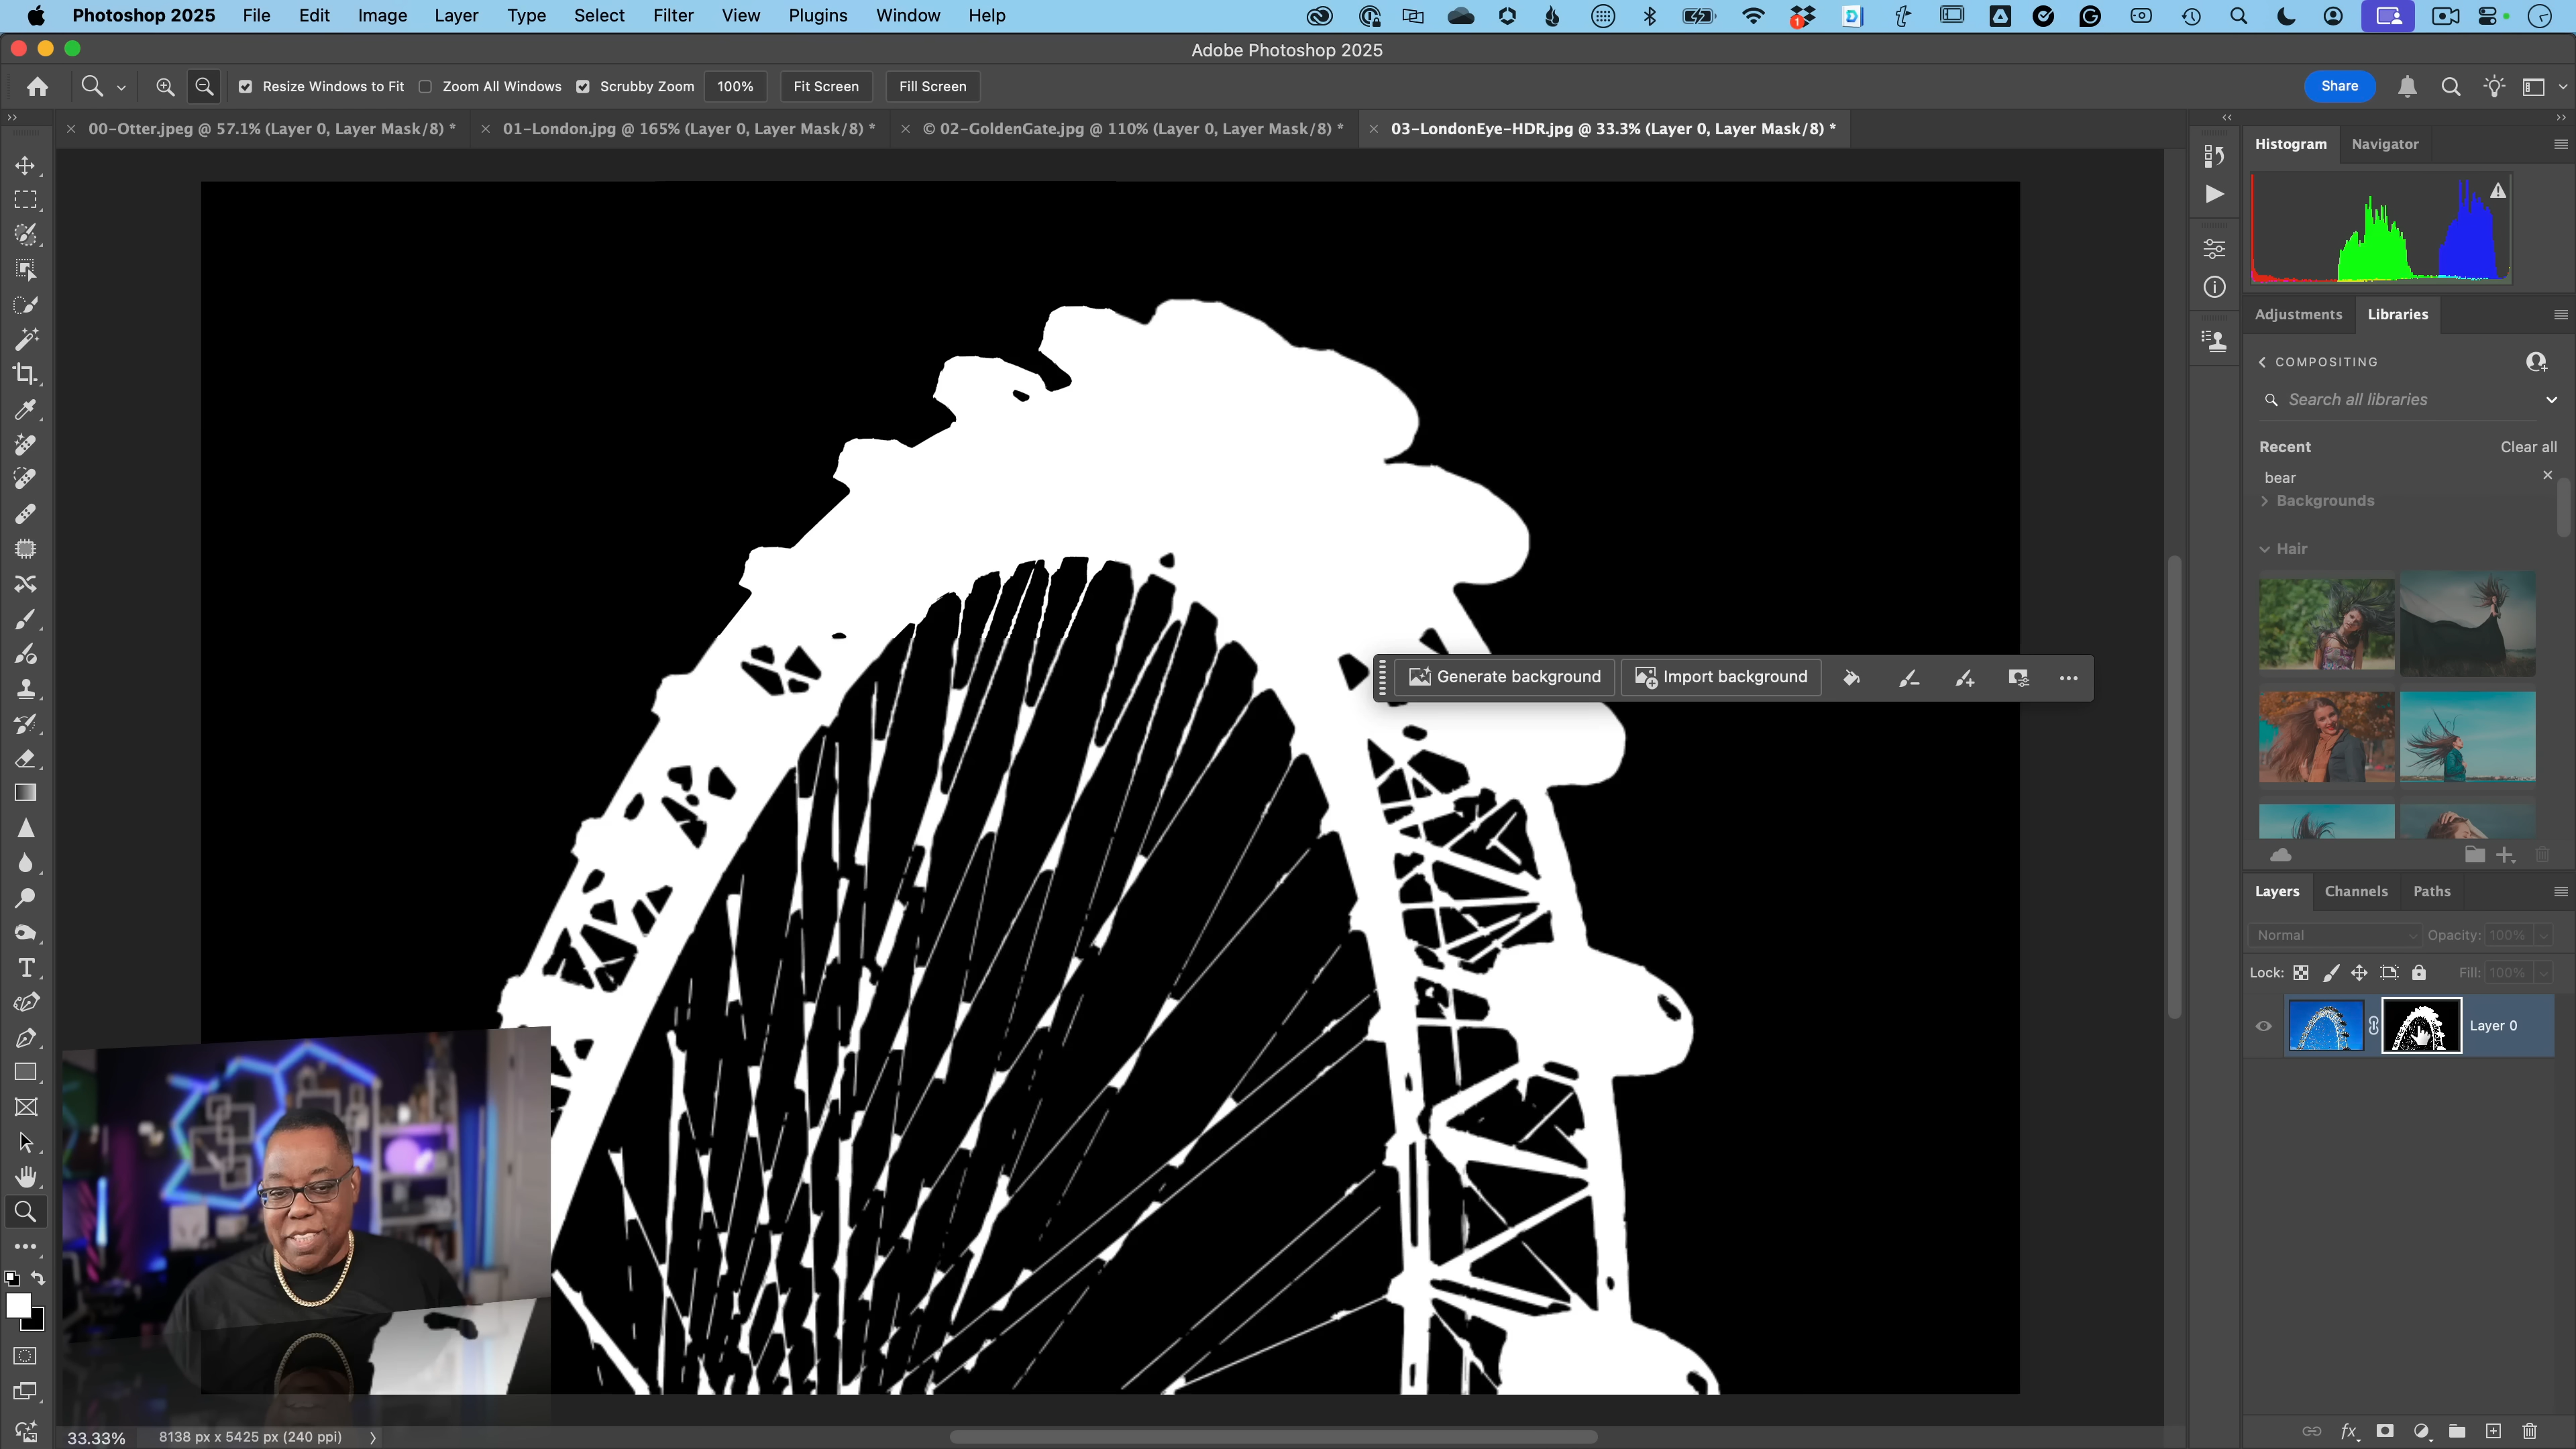 Photoshop 2025 File Edit Image Layer Type Select Filter View Plugins Window Help
1
Adobe Photoshop 2025
Resize Windows to Fit Zoom All Windows Scrubby Zoom 100% Fit Screen Fill Screen Share
00-Otter.jpeg @ 57.1% (Layer 0, Layer Mask/8) * 01-London.jpg @ 165% (Layer 0, Layer Mask/8) * © 02-GoldenGate.jpg @ 110% (Layer 0, Layer Mask/8) * 03-LondonEye-HDR.jpg @ 33.3% (Layer 0, Layer Mask/8) *
Histogram Navigator
Adjustments Libraries
COMPOSITING
Search all libraries
Recent Clear all
bear
Backgrounds
Hair
Generate background Import background
Layers Channels Paths
Normal Opacity: 100%
Lock: Fill: 100%
Layer 0
33.33% 8138 px x 5425 px (240 ppi)